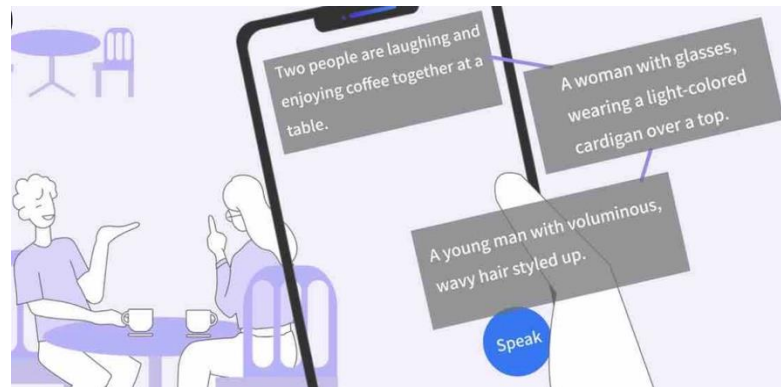 Two people are laughing and
enjoying coffee together at a
table.
A woman with glasses,
wearing a light-colored
cardigan over a top.
A young man with voluminous,
wavy hair styled up.
Speak